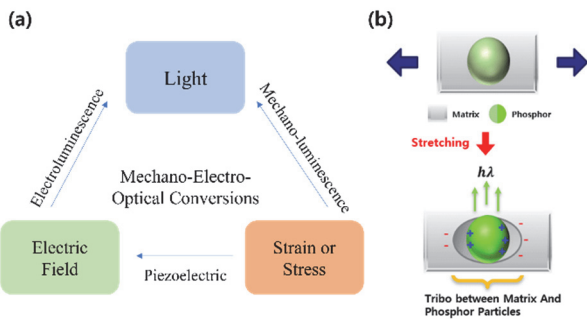 (a)
Light
Electroluminescence
Mechano-luminescence
Mechano-Electro-
Optical Conversions
Electric
Field
Piezoelectric
Strain or
Stress
(b)
Matrix
Phosphor
Stretching
hλ
- - - - - -
+ + + + + +
Tribo between Matrix And
Phosphor Particles